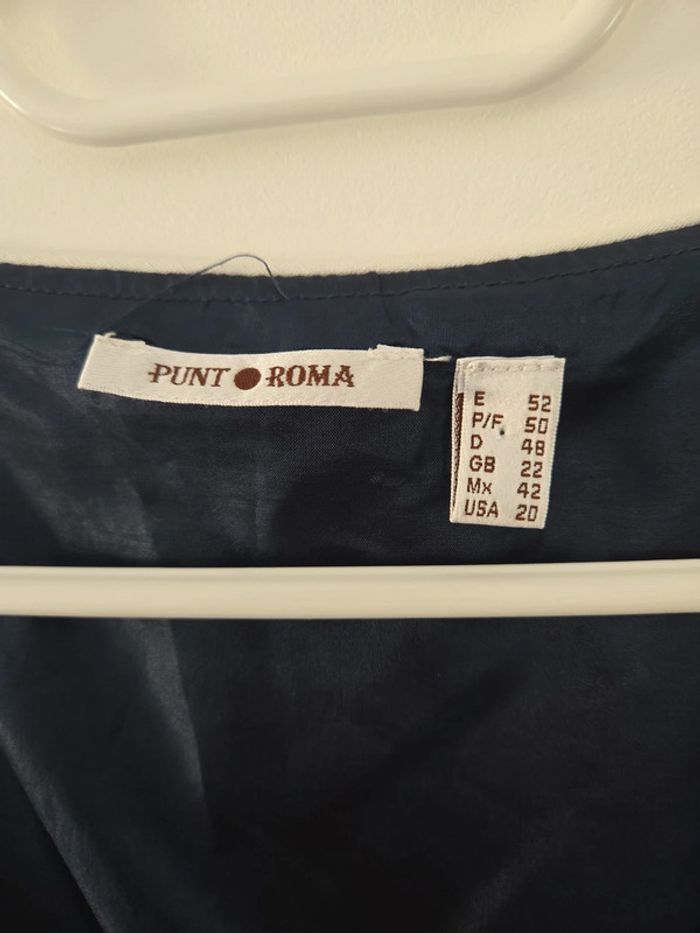 PUNT ROMA
E 52
P/F 50
D 48
GB 22
Mx 42
USA 20